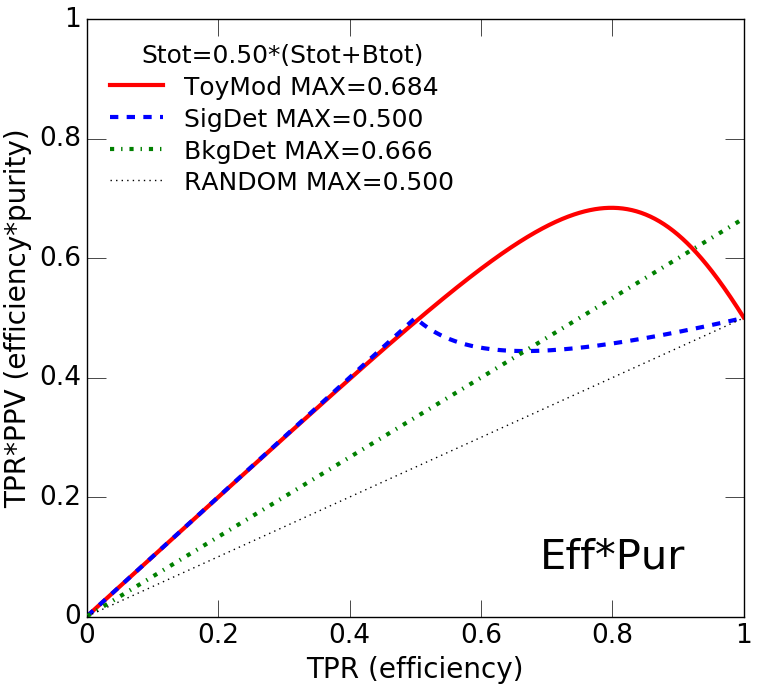 1
0.8
0.6
0.4
0.2
0
TPR*PPV (efficiency*purity)
Stot=0.50*(Stot+Btot)
ToyMod MAX=0.684
SigDet MAX=0.500
BkgDet MAX=0.666
RANDOM MAX=0.500
Eff*Pur
0 0.2 0.4 0.6 0.8 1
TPR (efficiency)